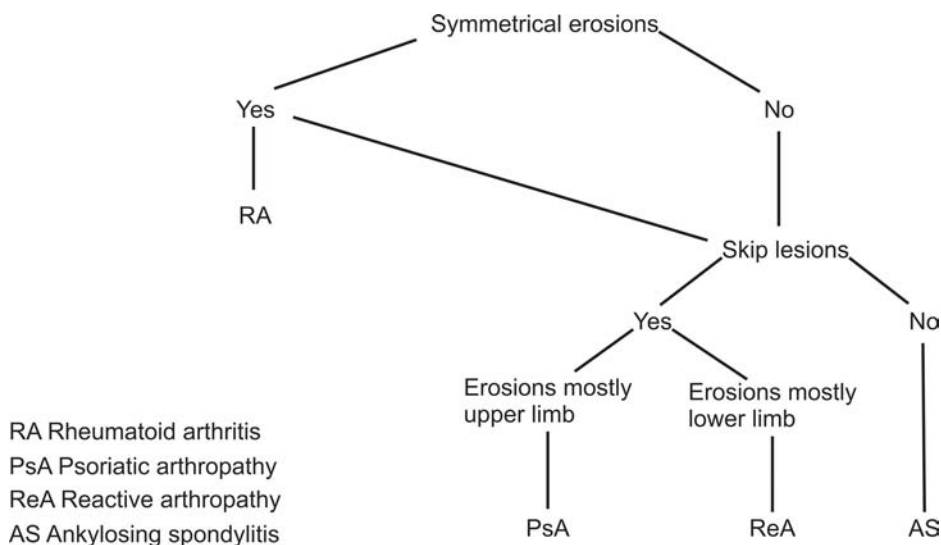 Symmetrical erosions
Yes
No
RA
Skip lesions
Yes
No
Erosions mostly
upper limb
Erosions mostly
lower limb
RA Rheumatoid arthritis
PsA Psoriatic arthropathy
ReA Reactive arthropathy
AS Ankylosing spondylitis
PsA
ReA
AS